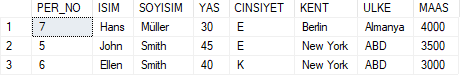 PER_NO ISIM SOYISIM YAS CINSIYET KENT ULKE MAAS
1 7 Hans Müller 30 E Berlin Almanya 4000
2 5 John Smith 45 E New York ABD 3500
3 6 Ellen Smith 40 K New York ABD 3000